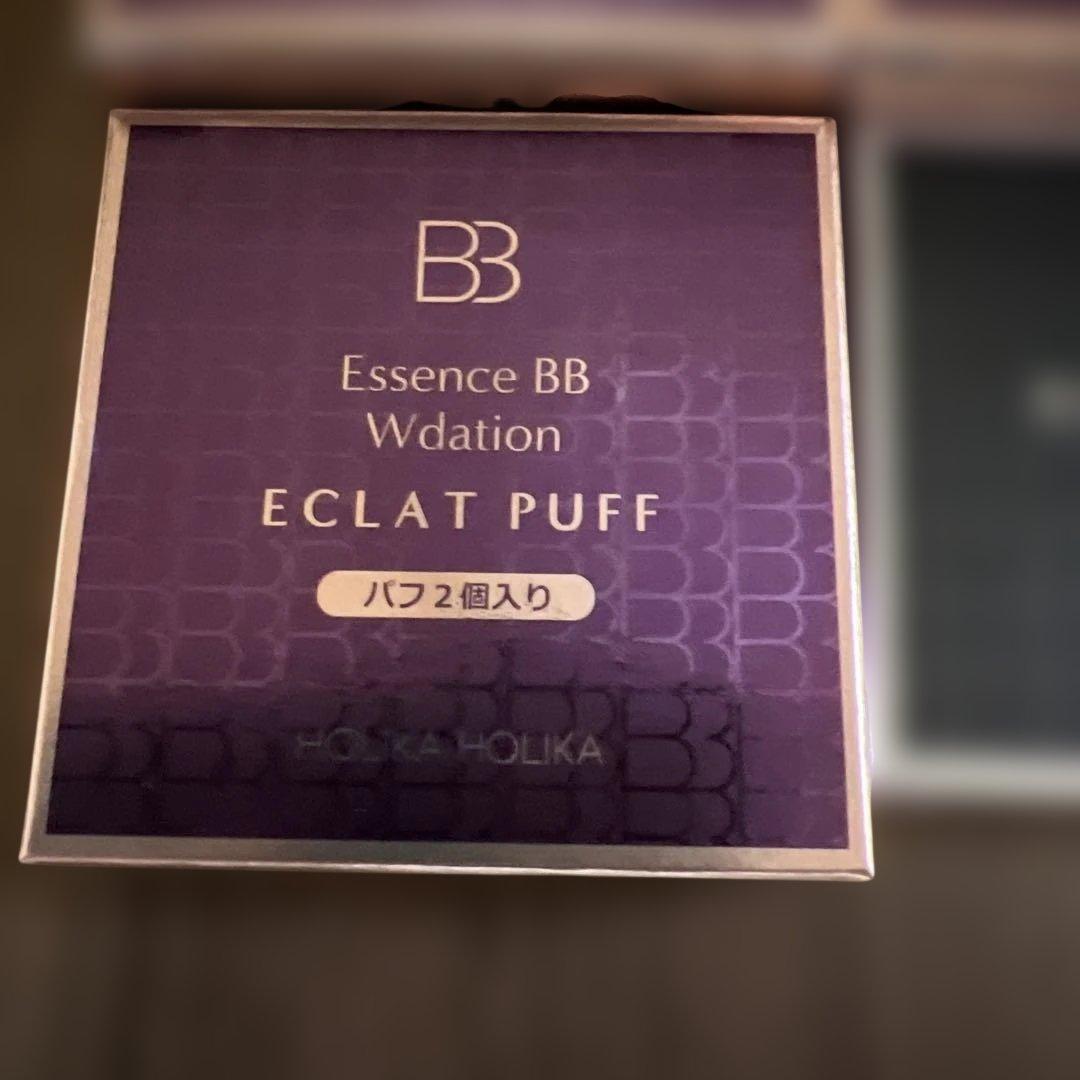 BB
Essence BB
Wdation
ECLAT PUFF
パフ2個入り
HOLIKA HOLIKA